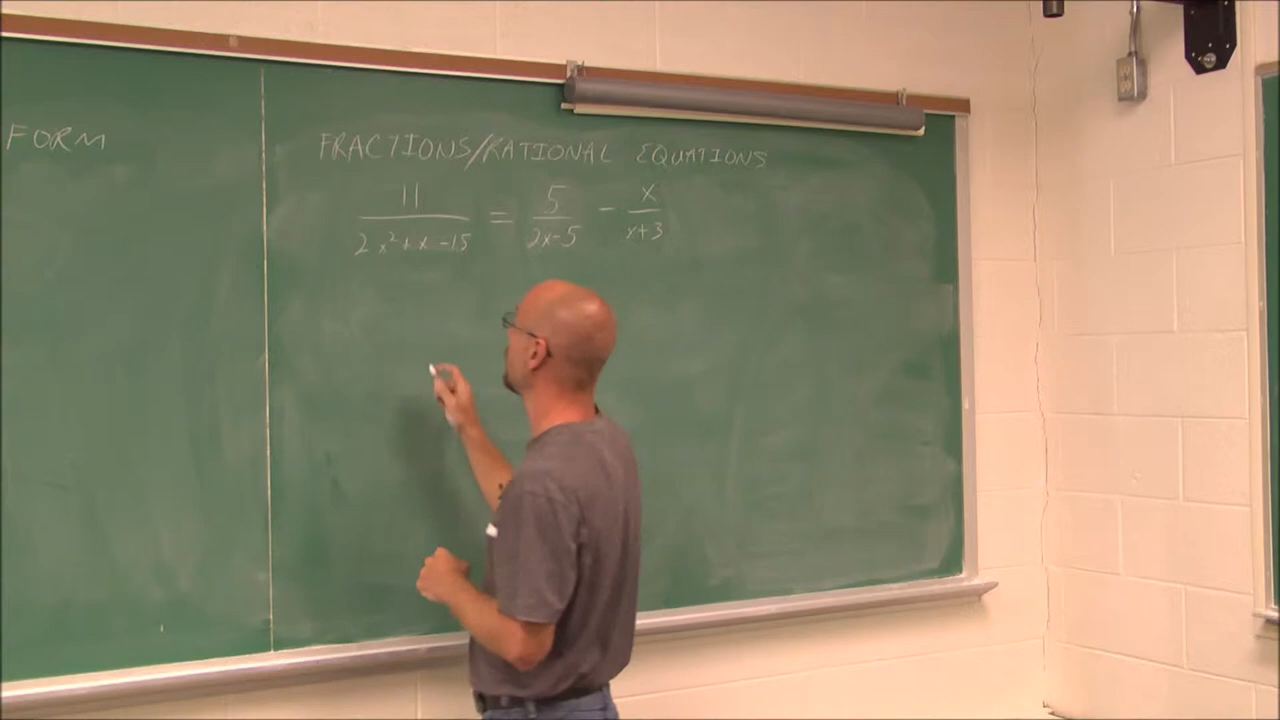 FORM
FRACTIONS/RATIONAL EQUATIONS
11/(2x²+x-15) = 5/(2x-5) - x/(x+3)